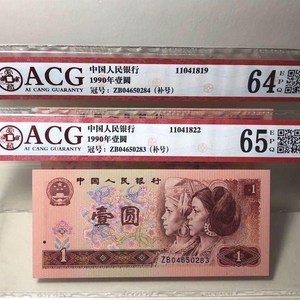 ACG
AI CANG GUARANTY
中国人民银行
1990年壹圆
11041819
冠号：ZB04650284（补号）
64 EPQ
ACG
AI CANG GUARANTY
中国人民银行
1990年壹圆
11041822
冠号：ZB04650283（补号）
65 EPQ
中国人民银行
1
壹圆
1
ZB04650283